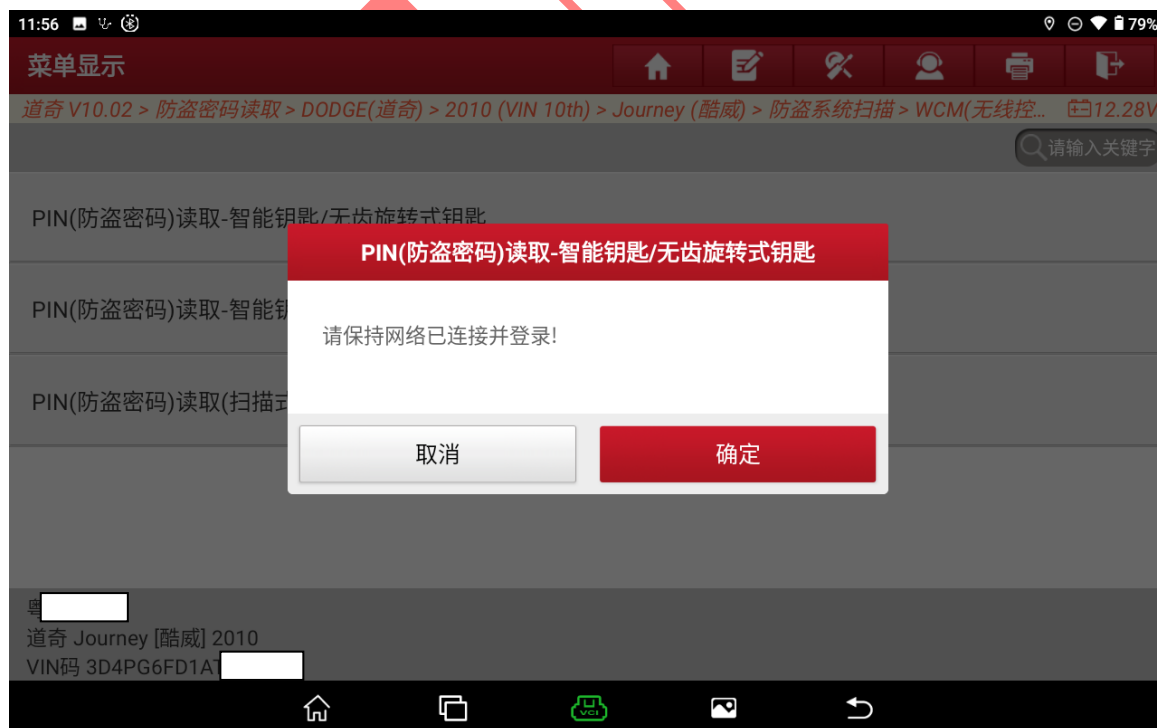 11:56
79%
菜单显示
道奇 V10.02 > 防盗密码读取 > DODGE(道奇) > 2010 (VIN 10th) > Journey (酷威) > 防盗系统扫描 > WCM(无线控...
12.28V
请输入关键字
PIN(防盗密码)读取-智能钥匙/无齿旋转式钥匙
PIN(防盗密码)读取-智能钥匙/无齿旋转式钥匙
PIN(防盗密码)读取-智能
请保持网络已连接并登录!
PIN(防盗密码)读取(扫描式
取消
确定
粤
道奇 Journey [酷威] 2010
VIN码 3D4PG6FD1AT
VCI